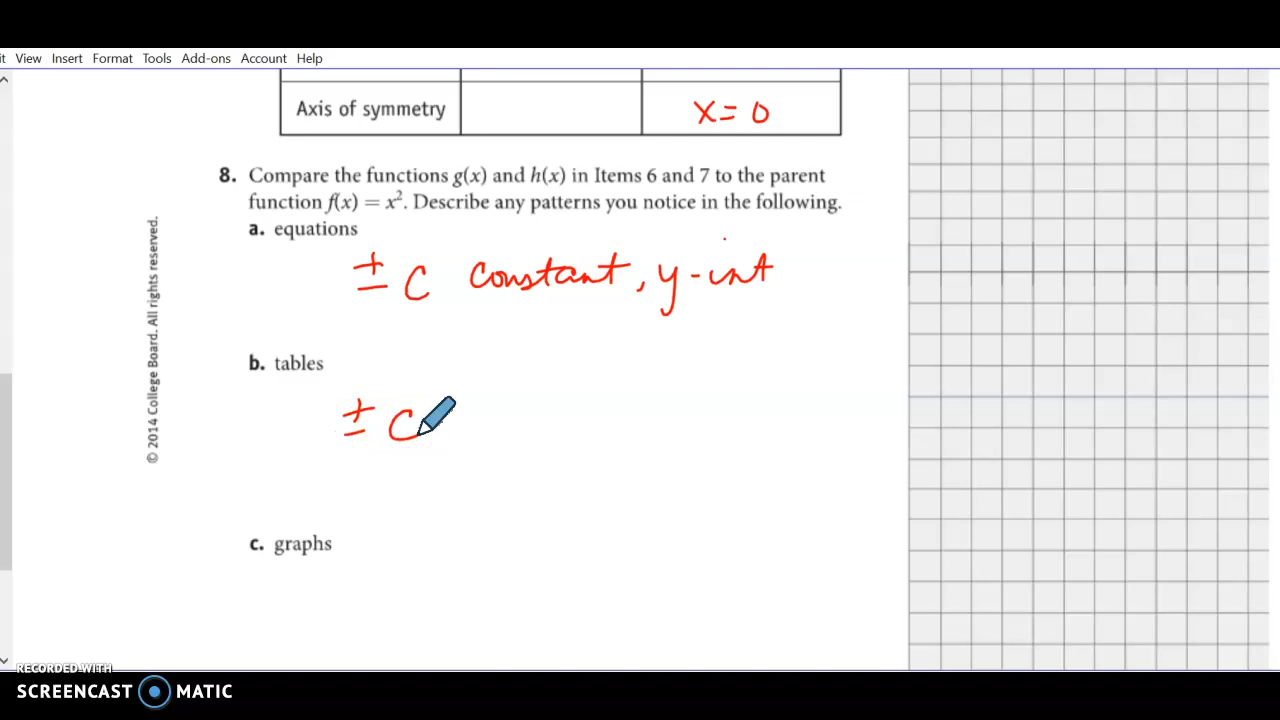 it View Insert Format Tools Add-ons Account Help
Axis of symmetry x = 0
8. Compare the functions g(x) and h(x) in Items 6 and 7 to the parent
function f(x) = x². Describe any patterns you notice in the following.
a. equations
± C constant, y-int
b. tables
± C
c. graphs
© 2014 College Board. All rights reserved.
RECORDED WITH
SCREENCAST MATIC